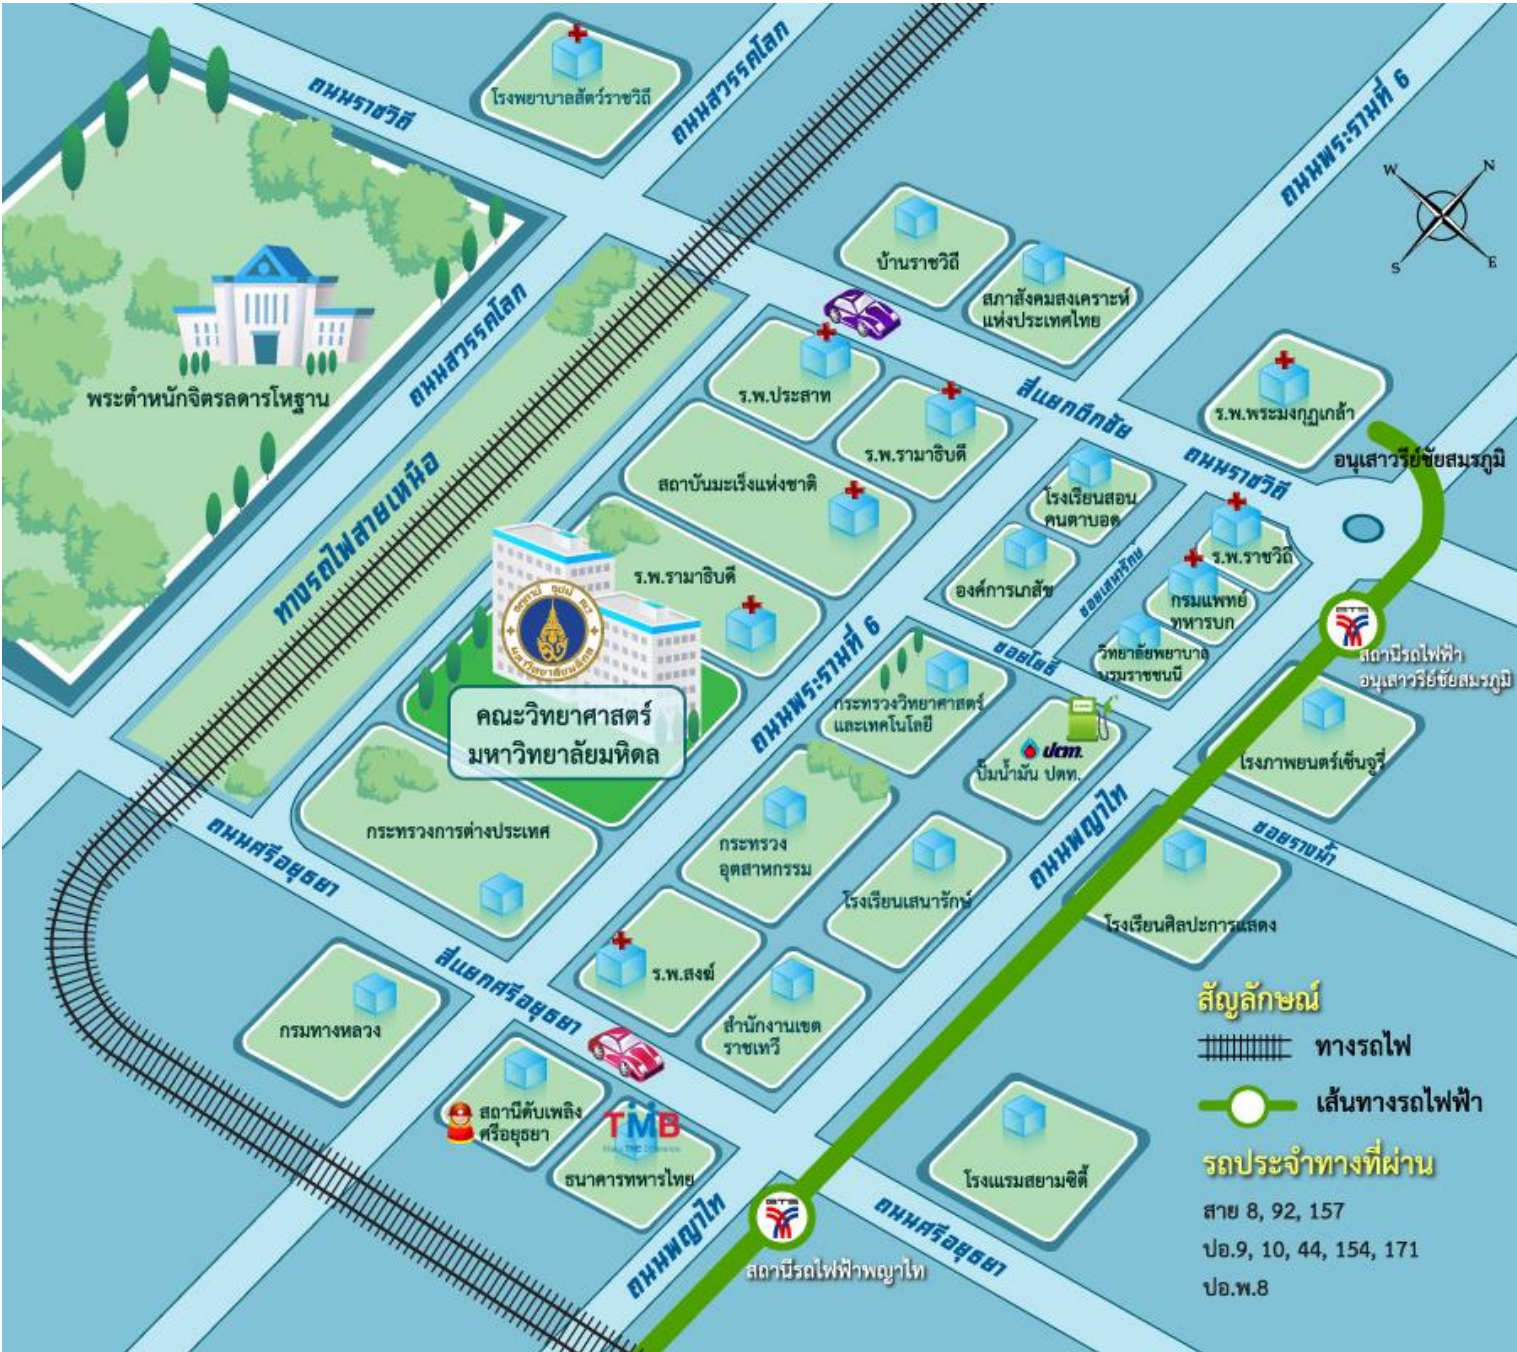 โรงพยาบาลสัตว์ราชวิถี
ถนนราชวิถี
ถนนสวรรคโลก
ถนนพระรามที่ 6
W
N
S
E
บ้านราชวิถี
สภาสังคมสงเคราะห์
แห่งประเทศไทย
พระตำหนักจิตรลดารโหฐาน
ถนนสวรรคโลก
ร.พ.ประสาท
ร.พ.รามาธิบดี
สี่แยกตึกชัย
ร.พ.พระมงกุฎเกล้า
อนุเสาวรีย์ชัยสมรภูมิ
ถนนราชวิถี
ทางรถไฟสายเหนือ
สถาบันมะเร็งแห่งชาติ
โรงเรียนสอน
คนตาบอด
ร.พ.ราชวิถี
ร.พ.รามาธิบดี
องค์การเภสัช
ซอยเสนารักษ์
กรมแพทย์
ทหารบก
วิทยาลัยพยาบาล
บรมราชชนนี
BTS
สถานีรถไฟฟ้า
อนุเสาวรีย์ชัยสมรภูมิ
มหาวิทยาลัยมหิดล
คณะวิทยาศาสตร์
มหาวิทยาลัยมหิดล
ถนนพระรามที่ 6
ซอยโยธี
กระทรวงวิทยาศาสตร์
และเทคโนโลยี
ปตท.
ปั๊มน้ำมัน ปตท.
โรงภาพยนตร์เซ็นจูรี่
กระทรวงการต่างประเทศ
ถนนศรีอยุธยา
กระทรวง
อุตสาหกรรม
ถนนพญาไท
ซอยรางน้ำ
โรงเรียนเสนารักษ์
โรงเรียนศิลปะการแสดง
สี่แยกศรีอยุธยา
ร.พ.สงฆ์
สำนักงานเขต
ราชเทวี
กรมทางหลวง
สถานีดับเพลิง
ศรีอยุธยา
TMB
ธนาคารทหารไทย
โรงแรมสยามซิตี้
ถนนพญาไท
BTS
สถานีรถไฟฟ้าพญาไท
ถนนศรีอยุธยา
สัญลักษณ์
ทางรถไฟ
เส้นทางรถไฟฟ้า
รถประจำทางที่ผ่าน
สาย 8, 92, 157
ปอ.9, 10, 44, 154, 171
ปอ.พ.8